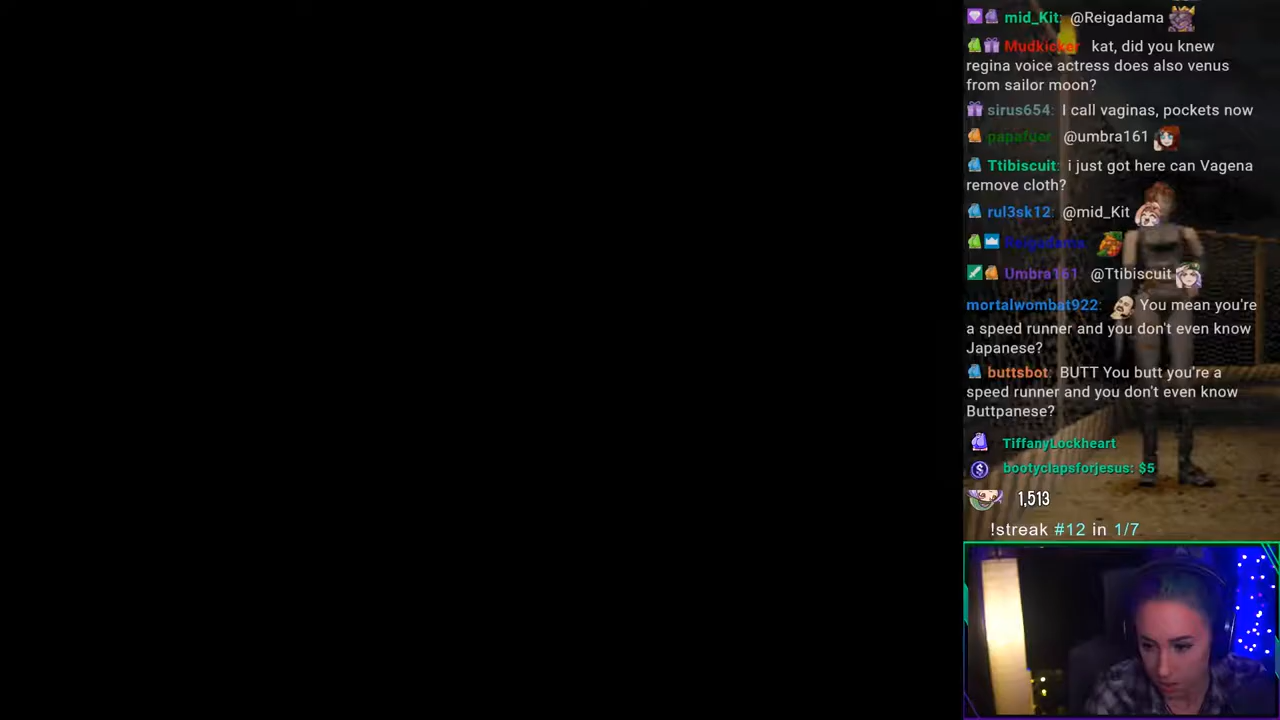 mid_Kit: @Reigadama
Mudkicker kat, did you knew
regina voice actress does also venus
from sailor moon?
sirus654: I call vaginas, pockets now
papafuer @umbra161
Ttibiscuit: i just got here can Vagena
remove cloth?
rul3sk12: @mid_Kit
Reigadama
Umbra161: @Ttibiscuit
mortalwombat922: You mean you're
a speed runner and you don't even know
Japanese?
buttsbot: BUTT You butt you're a
speed runner and you don't even know
Buttpanese?
TiffanyLockheart
bootyclapsforjesus: $5
1,513
!streak #12 in 1/7